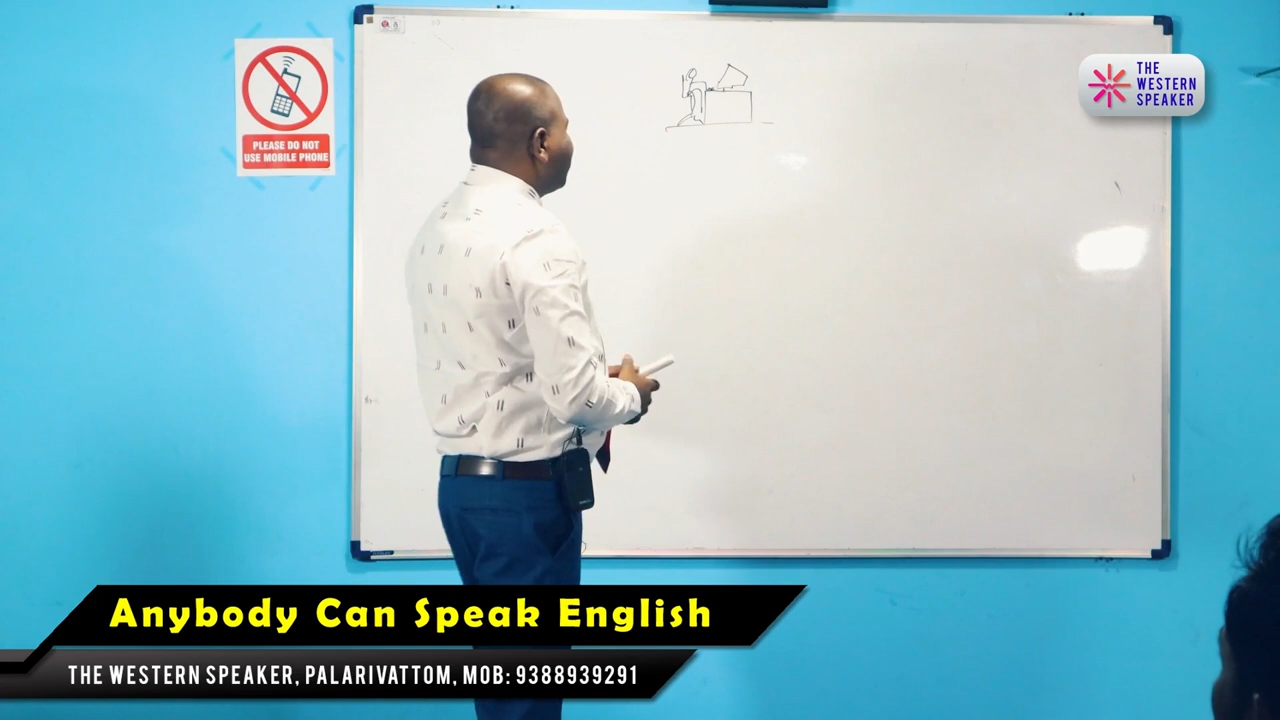 PLEASE DO NOT
USE MOBILE PHONE
THE
WESTERN
SPEAKER
Anybody Can Speak English
THE WESTERN SPEAKER, PALARIVATTOM, MOB: 9388939291